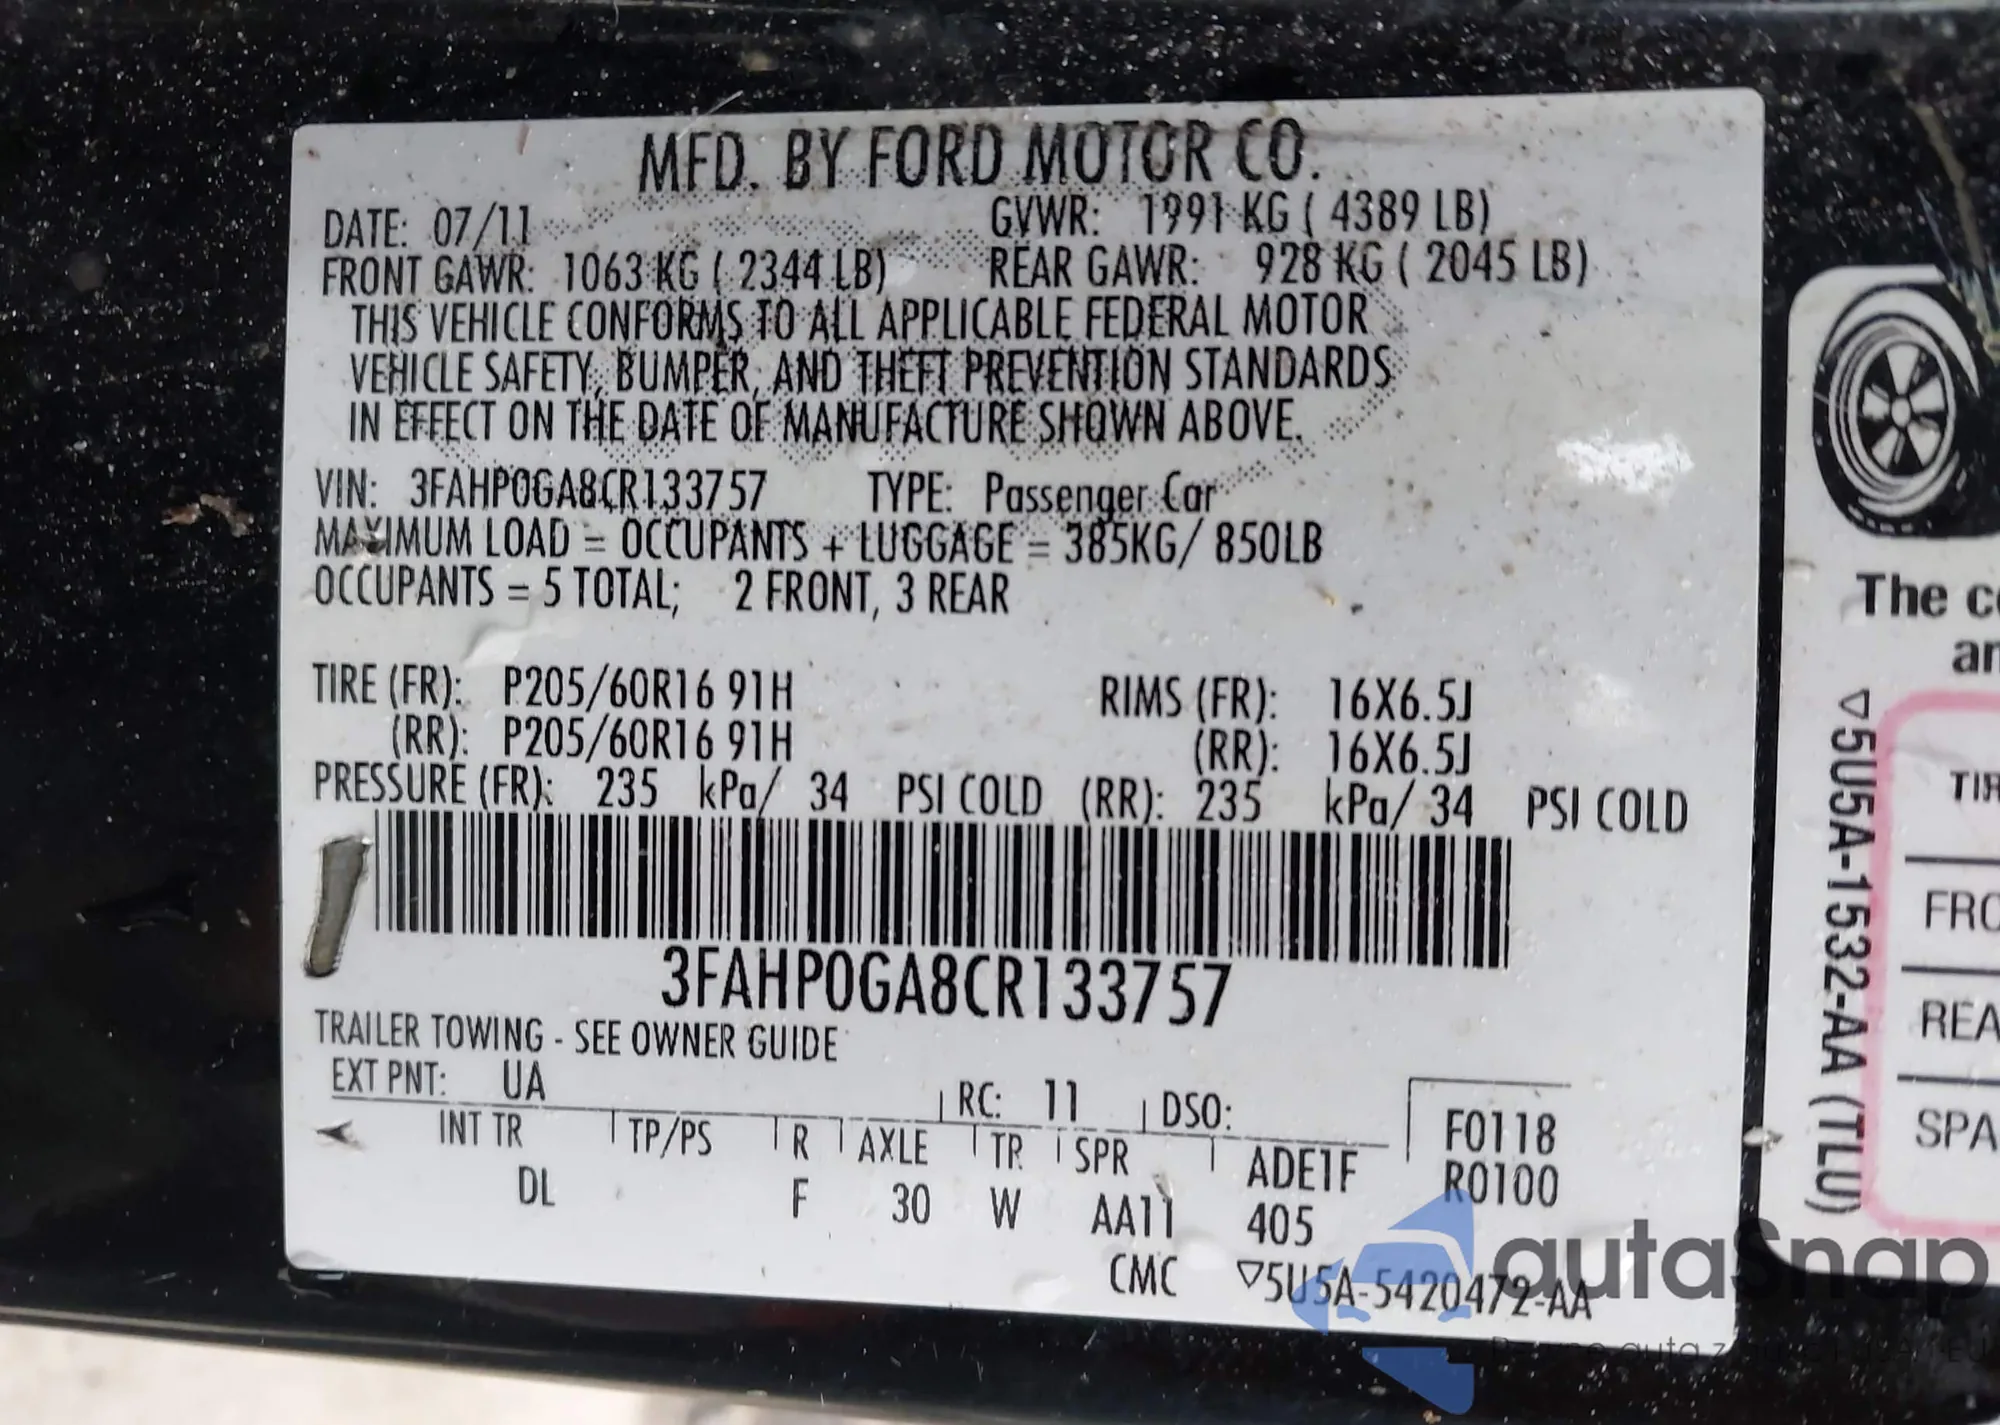 MFD. BY FORD MOTOR CO.
DATE: 07/11 GVWR: 1991 KG ( 4389 LB)
FRONT GAWR: 1063 KG ( 2344 LB) REAR GAWR: 928 KG ( 2045 LB)
THIS VEHICLE CONFORMS TO ALL APPLICABLE FEDERAL MOTOR
VEHICLE SAFETY, BUMPER, AND THEFT PREVENTION STANDARDS
IN EFFECT ON THE DATE OF MANUFACTURE SHOWN ABOVE.
VIN: 3FAHP0GA8CR133757 TYPE: Passenger Car
MAXIMUM LOAD = OCCUPANTS + LUGGAGE = 385KG/ 850LB
OCCUPANTS = 5 TOTAL; 2 FRONT, 3 REAR
TIRE (FR): P205/60R16 91H RIMS (FR): 16X6.5J
(RR): P205/60R16 91H (RR): 16X6.5J
PRESSURE (FR): 235 kPa/ 34 PSI COLD (RR): 235 kPa/ 34 PSI COLD
3FAHP0GA8CR133757
TRAILER TOWING - SEE OWNER GUIDE
EXT PNT: UA RC: 11 DSO:
INT TR TP/PS R AXLE TR SPR ADE1F F0118
DL F 30 W AA11 405 R0100
CMC ▽5U5A-5420472-AA
The
TIR
FRO
REA
SPA
▽5U5A-1532-AA (TLU)
autasnap